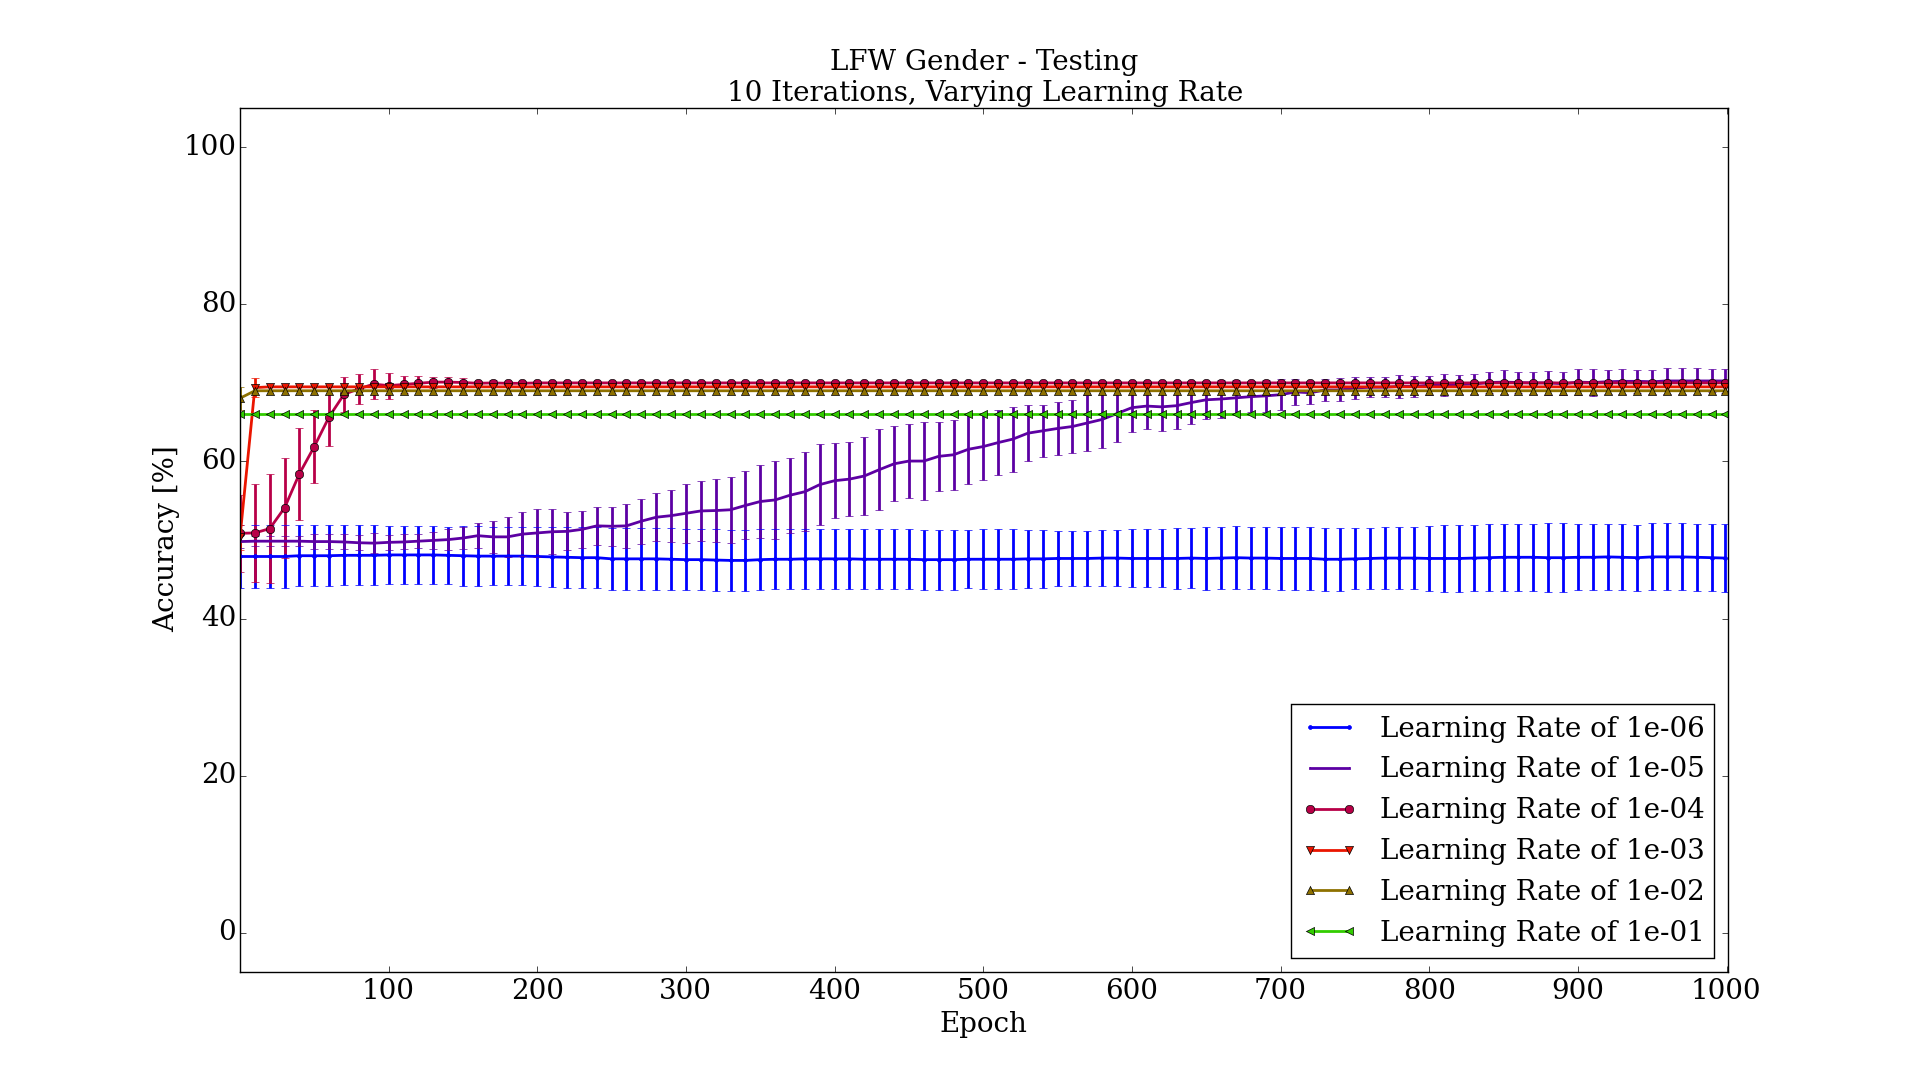 LFW Gender - Testing
10 Iterations, Varying Learning Rate
100
80
60
40
20
0
Accuracy [%]
100 200 300 400 500 600 700 800 900 1000
Epoch
Learning Rate of 1e-06
Learning Rate of 1e-05
Learning Rate of 1e-04
Learning Rate of 1e-03
Learning Rate of 1e-02
Learning Rate of 1e-01